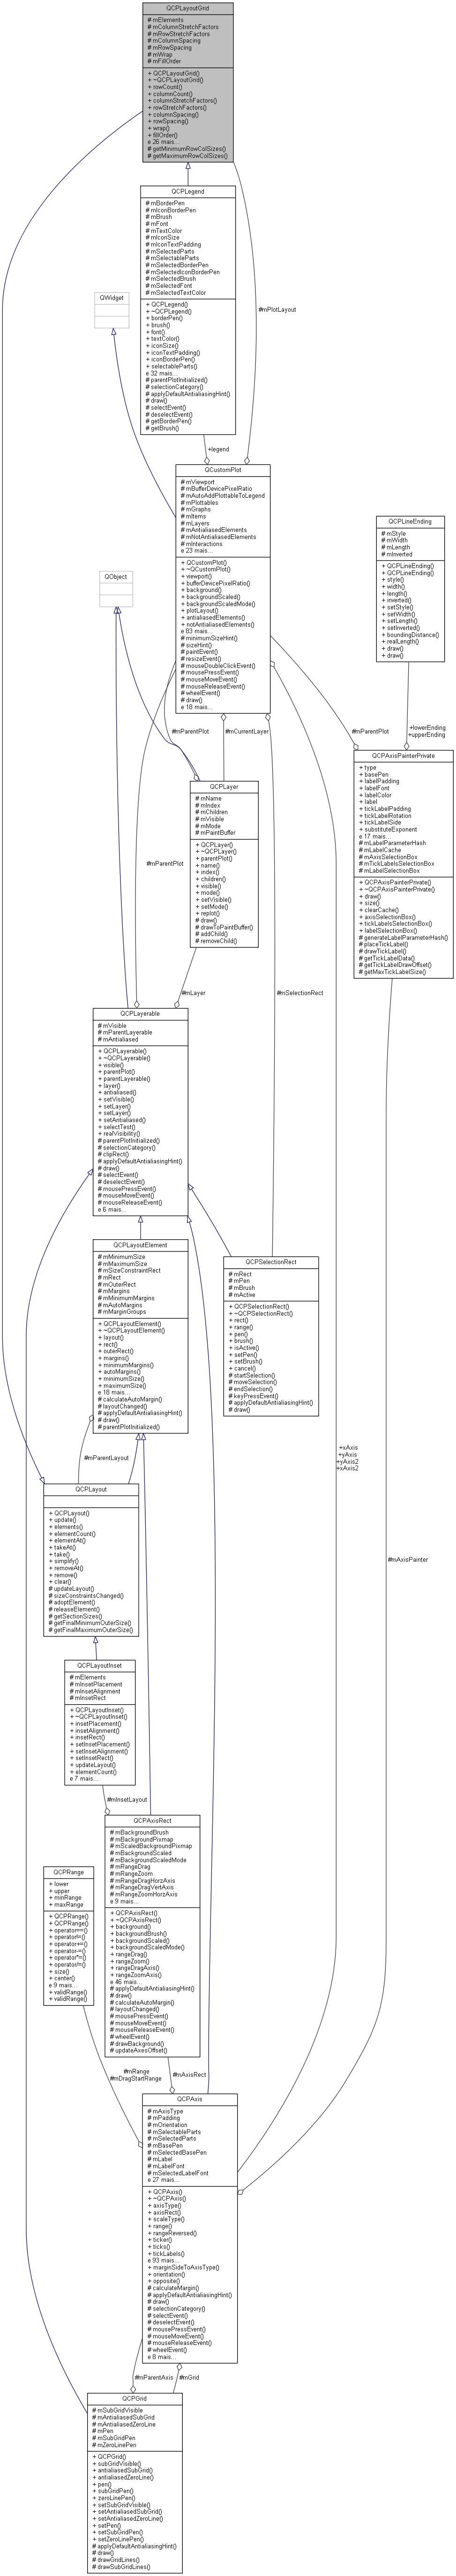 QCPLayoutGrid
# mElements
# mColumnStretchFactors
# mRowStretchFactors
# mColumnSpacing
# mRowSpacing
# mWrap
# mFillOrder
+ QCPLayoutGrid()
+ ~QCPLayoutGrid()
+ rowCount()
+ columnCount()
+ columnStretchFactors()
+ rowStretchFactors()
+ columnSpacing()
+ rowSpacing()
+ wrap()
+ fillOrder()
e 26 mais...
# getMinimumRowColSizes()
# getMaximumRowColSizes()
QCPLegend
# mBorderPen
# mIconBorderPen
# mBrush
# mFont
# mTextColor
# mIconSize
# mIconTextPadding
# mSelectedParts
# mSelectableParts
# mSelectedBorderPen
# mSelectedIconBorderPen
# mSelectedBrush
# mSelectedFont
# mSelectedTextColor
+ QCPLegend()
+ ~QCPLegend()
+ borderPen()
+ brush()
+ font()
+ textColor()
+ iconSize()
+ iconTextPadding()
+ iconBorderPen()
+ selectableParts()
e 32 mais...
# parentPlotInitialized()
# selectionCategory()
# applyDefaultAntialiasingHint()
# draw()
# selectEvent()
# deselectEvent()
# getBorderPen()
# getBrush()
QWidget
#mPlotLayout
+legend
QCustomPlot
# mViewport
# mBufferDevicePixelRatio
# mAutoAddPlottableToLegend
# mPlottables
# mGraphs
# mItems
# mLayers
# mAntialiasedElements
# mNotAntialiasedElements
# mInteractions
e 23 mais...
+ QCustomPlot()
+ ~QCustomPlot()
+ viewport()
+ bufferDevicePixelRatio()
+ background()
+ backgroundScaled()
+ backgroundScaledMode()
+ plotLayout()
+ antialiasedElements()
+ notAntialiasedElements()
e 83 mais...
# minimumSizeHint()
# sizeHint()
# paintEvent()
# resizeEvent()
# mouseDoubleClickEvent()
# mousePressEvent()
# mouseMoveEvent()
# mouseReleaseEvent()
# wheelEvent()
# draw()
e 18 mais...
QCPLineEnding
# mStyle
# mWidth
# mLength
# mInverted
+ QCPLineEnding()
+ QCPLineEnding()
+ style()
+ width()
+ length()
+ inverted()
+ setStyle()
+ setWidth()
+ setLength()
+ setInverted()
+ boundingDistance()
+ realLength()
+ draw()
+ draw()
QObject
#mParentPlot
#mCurrentLayer
#mParentPlot
+lowerEnding
+upperEnding
QCPAxisPainterPrivate
+ type
+ basePen
+ labelPadding
+ labelFont
+ labelColor
+ label
+ tickLabelPadding
+ tickLabelRotation
+ tickLabelSide
+ substituteExponent
e 17 mais...
# mLabelParameterHash
# mLabelCache
# mAxisSelectionBox
# mTickLabelsSelectionBox
# mLabelSelectionBox
+ QCPAxisPainterPrivate()
+ ~QCPAxisPainterPrivate()
+ draw()
+ size()
+ clearCache()
+ axisSelectionBox()
+ tickLabelsSelectionBox()
+ labelSelectionBox()
# generateLabelParameterHash()
# placeTickLabel()
# drawTickLabel()
# getTickLabelData()
# getTickLabelDrawOffset()
# getMaxTickLabelSize()
QCPLayer
# mName
# mIndex
# mChildren
# mVisible
# mMode
# mPaintBuffer
+ QCPLayer()
+ ~QCPLayer()
+ parentPlot()
+ name()
+ index()
+ children()
+ visible()
+ mode()
+ setVisible()
+ setMode()
+ replot()
# draw()
# drawToPaintBuffer()
# addChild()
# removeChild()
#mParentPlot
#mLayer
#mSelectionRect
QCPLayerable
# mVisible
# mParentLayerable
# mAntialiased
+ QCPLayerable()
+ ~QCPLayerable()
+ visible()
+ parentPlot()
+ parentLayerable()
+ layer()
+ antialiased()
+ setVisible()
+ setLayer()
+ setLayer()
+ setAntialiased()
+ selectTest()
+ realVisibility()
# parentPlotInitialized()
# selectionCategory()
# clipRect()
# applyDefaultAntialiasingHint()
# draw()
# selectEvent()
# deselectEvent()
# mousePressEvent()
# mouseMoveEvent()
# mouseReleaseEvent()
e 6 mais...
QCPLayoutElement
# mMinimumSize
# mMaximumSize
# mSizeConstraintRect
# mRect
# mOuterRect
# mMargins
# mMinimumMargins
# mAutoMargins
# mMarginGroups
+ QCPLayoutElement()
+ ~QCPLayoutElement()
+ layout()
+ rect()
+ outerRect()
+ margins()
+ minimumMargins()
+ autoMargins()
+ minimumSize()
+ maximumSize()
e 18 mais...
# calculateAutoMargin()
# layoutChanged()
# applyDefaultAntialiasingHint()
# draw()
# parentPlotInitialized()
QCPSelectionRect
# mRect
# mPen
# mBrush
# mActive
+ QCPSelectionRect()
+ ~QCPSelectionRect()
+ rect()
+ range()
+ pen()
+ brush()
+ isActive()
+ setPen()
+ setBrush()
+ cancel()
# startSelection()
# moveSelection()
# endSelection()
# keyPressEvent()
# applyDefaultAntialiasingHint()
# draw()
#mParentLayout
+xAxis
+yAxis
+yAxis2
+xAxis2
QCPLayout
+ QCPLayout()
+ update()
+ elements()
+ elementCount()
+ elementAt()
+ takeAt()
+ take()
+ simplify()
+ removeAt()
+ remove()
+ clear()
# updateLayout()
# sizeConstraintsChanged()
# adoptElement()
# releaseElement()
# getSectionSizes()
# getFinalMinimumOuterSize()
# getFinalMaximumOuterSize()
#mAxisPainter
QCPLayoutInset
# mElements
# mInsetPlacement
# mInsetAlignment
# mInsetRect
+ QCPLayoutInset()
+ ~QCPLayoutInset()
+ insetPlacement()
+ insetAlignment()
+ insetRect()
+ setInsetPlacement()
+ setInsetAlignment()
+ setInsetRect()
+ updateLayout()
+ elementCount()
e 7 mais...
#mInsetLayout
QCPAxisRect
# mBackgroundBrush
# mBackgroundPixmap
# mScaledBackgroundPixmap
# mBackgroundScaled
# mBackgroundScaledMode
# mRangeDrag
# mRangeZoom
# mRangeDragHorzAxis
# mRangeDragVertAxis
# mRangeZoomHorzAxis
e 9 mais...
+ QCPAxisRect()
+ ~QCPAxisRect()
+ background()
+ backgroundBrush()
+ backgroundScaled()
+ backgroundScaledMode()
+ rangeDrag()
+ rangeZoom()
+ rangeDragAxis()
+ rangeZoomAxis()
e 46 mais...
# applyDefaultAntialiasingHint()
# draw()
# calculateAutoMargin()
# layoutChanged()
# mousePressEvent()
# mouseMoveEvent()
# mouseReleaseEvent()
# wheelEvent()
# drawBackground()
# updateAxesOffset()
QCPRange
+ lower
+ upper
+ minRange
+ maxRange
+ QCPRange()
+ QCPRange()
+ operator==()
+ operator!=()
+ operator+=()
+ operator-=()
+ operator*=()
+ operator/=()
+ size()
+ center()
e 9 mais...
+ validRange()
+ validRange()
#mRange
#mDragStartRange
#mAxisRect
QCPAxis
# mAxisType
# mPadding
# mOrientation
# mSelectableParts
# mSelectedParts
# mBasePen
# mSelectedBasePen
# mLabel
# mLabelFont
# mSelectedLabelFont
e 27 mais...
+ QCPAxis()
+ ~QCPAxis()
+ axisType()
+ axisRect()
+ scaleType()
+ range()
+ rangeReversed()
+ ticker()
+ ticks()
+ tickLabels()
e 93 mais...
+ marginSideToAxisType()
+ orientation()
+ opposite()
# calculateMargin()
# applyDefaultAntialiasingHint()
# draw()
# selectionCategory()
# selectEvent()
# deselectEvent()
# mousePressEvent()
# mouseMoveEvent()
# mouseReleaseEvent()
# wheelEvent()
e 8 mais...
#mParentAxis
#mGrid
QCPGrid
# mSubGridVisible
# mAntialiasedSubGrid
# mAntialiasedZeroLine
# mPen
# mSubGridPen
# mZeroLinePen
+ QCPGrid()
+ subGridVisible()
+ antialiasedSubGrid()
+ antialiasedZeroLine()
+ pen()
+ subGridPen()
+ zeroLinePen()
+ setSubGridVisible()
+ setAntialiasedSubGrid()
+ setAntialiasedZeroLine()
+ setPen()
+ setSubGridPen()
+ setZeroLinePen()
# applyDefaultAntialiasingHint()
# draw()
# drawGridLines()
# drawSubGridLines()